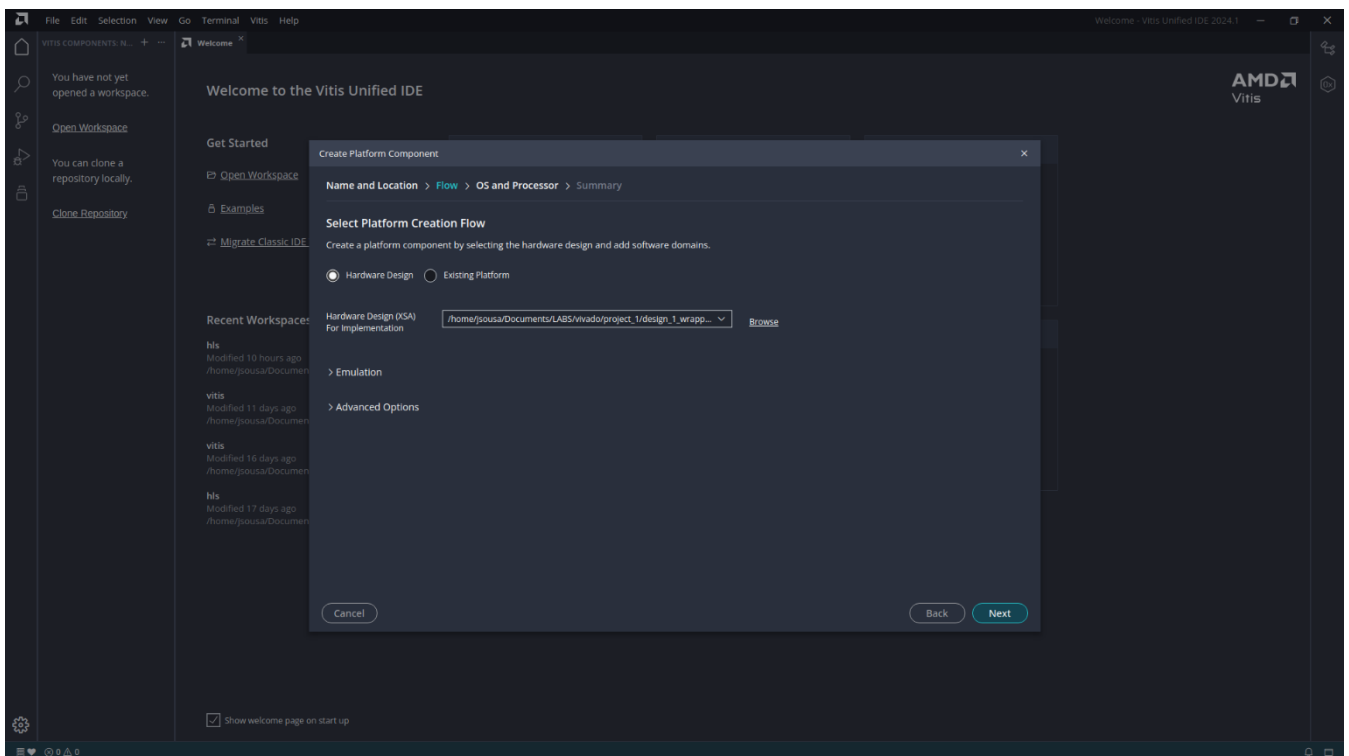 File Edit Selection View Go Terminal Vitis Help
Welcome - Vitis Unified IDE 2024.1
VITIS COMPONENTS: N...
Welcome
You have not yet
opened a workspace.
Open Workspace
You can clone a
repository locally.
Clone Repository
Welcome to the Vitis Unified IDE
AMD
Vitis
Get Started
Open Workspace
Examples
Migrate Classic IDE
Recent Workspaces
hls
Modified 10 hours ago
/home/jsousa/Documen
vitis
Modified 11 days ago
/home/jsousa/Documen
vitis
Modified 16 days ago
/home/jsousa/Documen
hls
Modified 17 days ago
/home/jsousa/Documen
Create Platform Component
Name and Location > Flow > OS and Processor > Summary
Select Platform Creation Flow
Create a platform component by selecting the hardware design and add software domains.
Hardware Design Existing Platform
Hardware Design (XSA)
For Implementation
/home/jsousa/Documents/LABS/vivado/project_1/design_1_wrapp...
Browse
> Emulation
> Advanced Options
Cancel
Back
Next
Show welcome page on start up
0 0